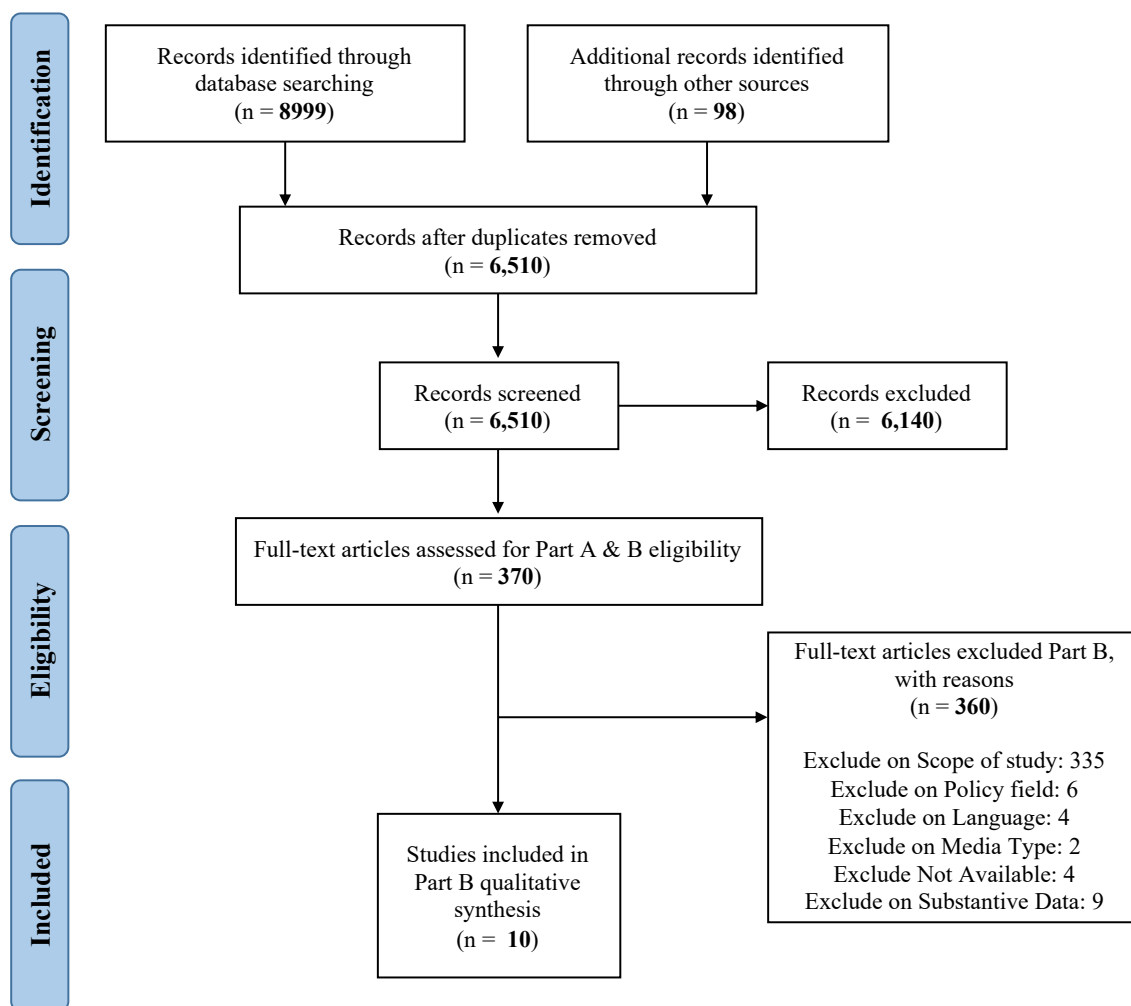 Identification
Records identified through
database searching
(n = 8999)
Additional records identified
through other sources
(n = 98)
Records after duplicates removed
(n = 6,510)
Screening
Records screened
(n = 6,510)
Records excluded
(n = 6,140)
Eligibility
Full-text articles assessed for Part A & B eligibility
(n = 370)
Full-text articles excluded Part B,
with reasons
(n = 360)
Exclude on Scope of study: 335
Exclude on Policy field: 6
Exclude on Language: 4
Exclude on Media Type: 2
Exclude Not Available: 4
Exclude on Substantive Data: 9
Included
Studies included in
Part B qualitative
synthesis
(n = 10)